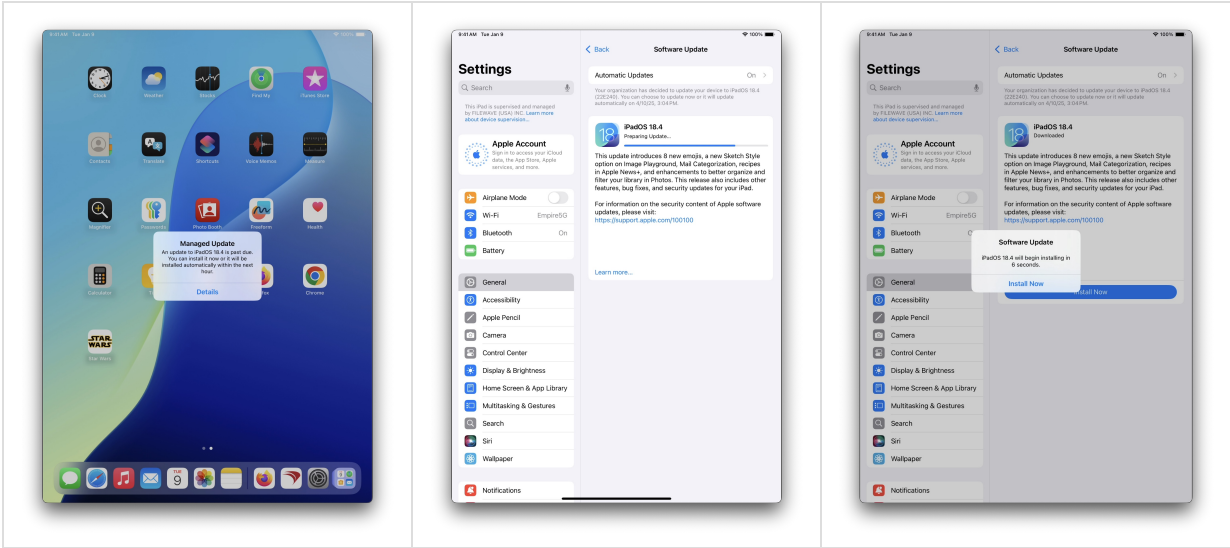 9:41 AM Tue Jan 9
100%
Clock
Weather
Stocks
Find My
iTunes Store
Contacts
Translate
Shortcuts
Voice Memos
Measure
Magnifier
Passwords
Photo Booth
Freeform
Health
Managed Update
An update to iPadOS 18.4 is past due.
You can install it now or it will be
installed automatically within the next
hour.
Details
Calculator
Chrome
STAR
WARS
Star Wars
TUE
9
9:41 AM Tue Jan 9
100%
Settings
Search
This iPad is supervised and managed
by FILEWAVE (USA) INC. Learn more
about device supervision...
Apple Account
Sign in to access your iCloud
data, the App Store, Apple
services, and more.
Airplane Mode
Wi-Fi Empire5G
Bluetooth On
Battery
General
Accessibility
Apple Pencil
Camera
Control Center
Display & Brightness
Home Screen & App Library
Multitasking & Gestures
Search
Siri
Wallpaper
Notifications
Back
Software Update
Automatic Updates On
Your organization has decided to update your device to iPadOS 18.4
(22E240). You can choose to update now or it will update
automatically on 4/10/25, 3:04 PM.
18
iPadOS 18.4
Preparing Update...
This update introduces 8 new emojis, a new Sketch Style
option on Image Playground, Mail Categorization, recipes
in Apple News+, and enhancements to better organize and
filter your library in Photos. This release also includes other
features, bug fixes, and security updates for your iPad.
For information on the security content of Apple software
updates, please visit:
https://support.apple.com/100100
Learn more...
9:41 AM Tue Jan 9
100%
Settings
Search
This iPad is supervised and managed
by FILEWAVE (USA) INC. Learn more
about device supervision...
Apple Account
Sign in to access your iCloud
data, the App Store, Apple
services, and more.
Airplane Mode
Wi-Fi Empire5G
Bluetooth
Battery
General
Accessibility
Apple Pencil
Camera
Control Center
Display & Brightness
Home Screen & App Library
Multitasking & Gestures
Search
Siri
Wallpaper
Notifications
Back
Software Update
Automatic Updates On
Your organization has decided to update your device to iPadOS 18.4
(22E240). You can choose to update now or it will update
automatically on 4/10/25, 3:04 PM.
18
iPadOS 18.4
Downloaded
This update introduces 8 new emojis, a new Sketch Style
option on Image Playground, Mail Categorization, recipes
in Apple News+, and enhancements to better organize and
filter your library in Photos. This release also includes other
features, bug fixes, and security updates for your iPad.
For information on the security content of Apple software
updates, please visit:
https://support.apple.com/100100
Software Update
iPadOS 18.4 will begin installing in
6 seconds.
Install Now
Install Now